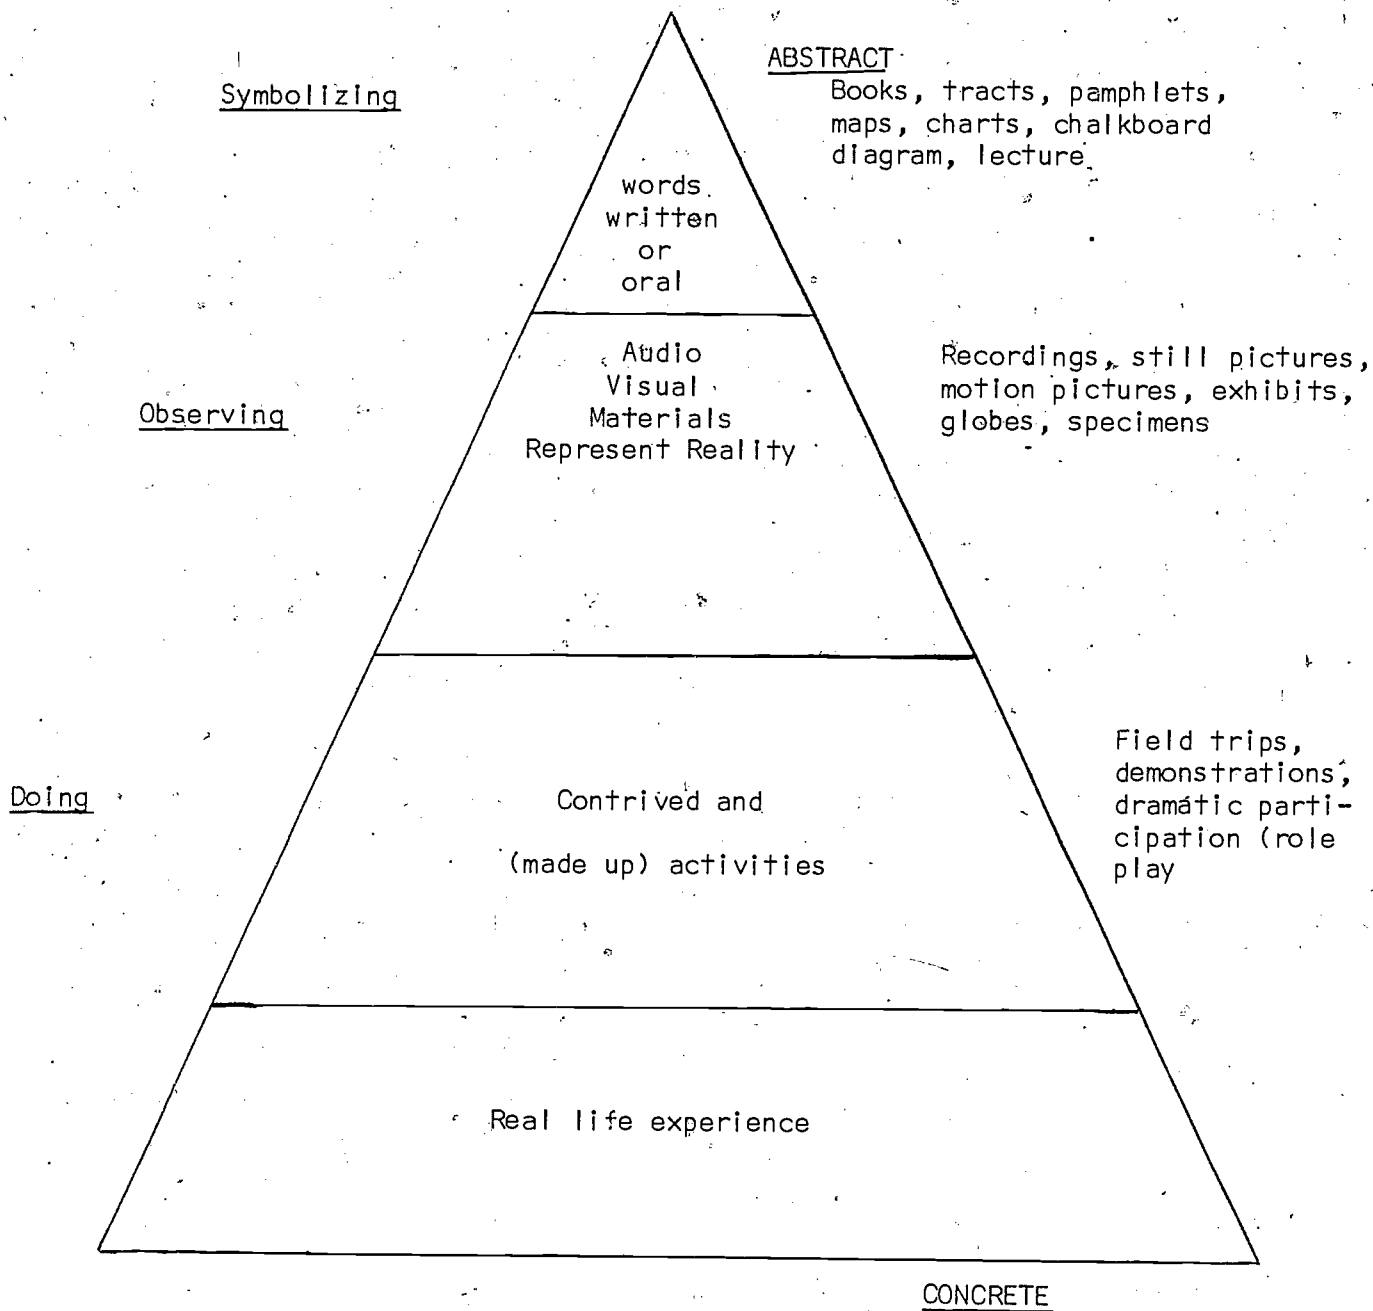 ABSTRACT
Symbolizing
Books, tracts, pamphlets,
maps, charts, chalkboard
diagram, lecture
words
written
or
oral
Audio
Visual
Materials
Represent Reality
Observing
Recordings, still pictures,
motion pictures, exhibits,
globes, specimens
Doing
Contrived and
(made up) activities
Field trips,
demonstrations,
dramatic parti-
cipation (role
play
Real life experience
CONCRETE